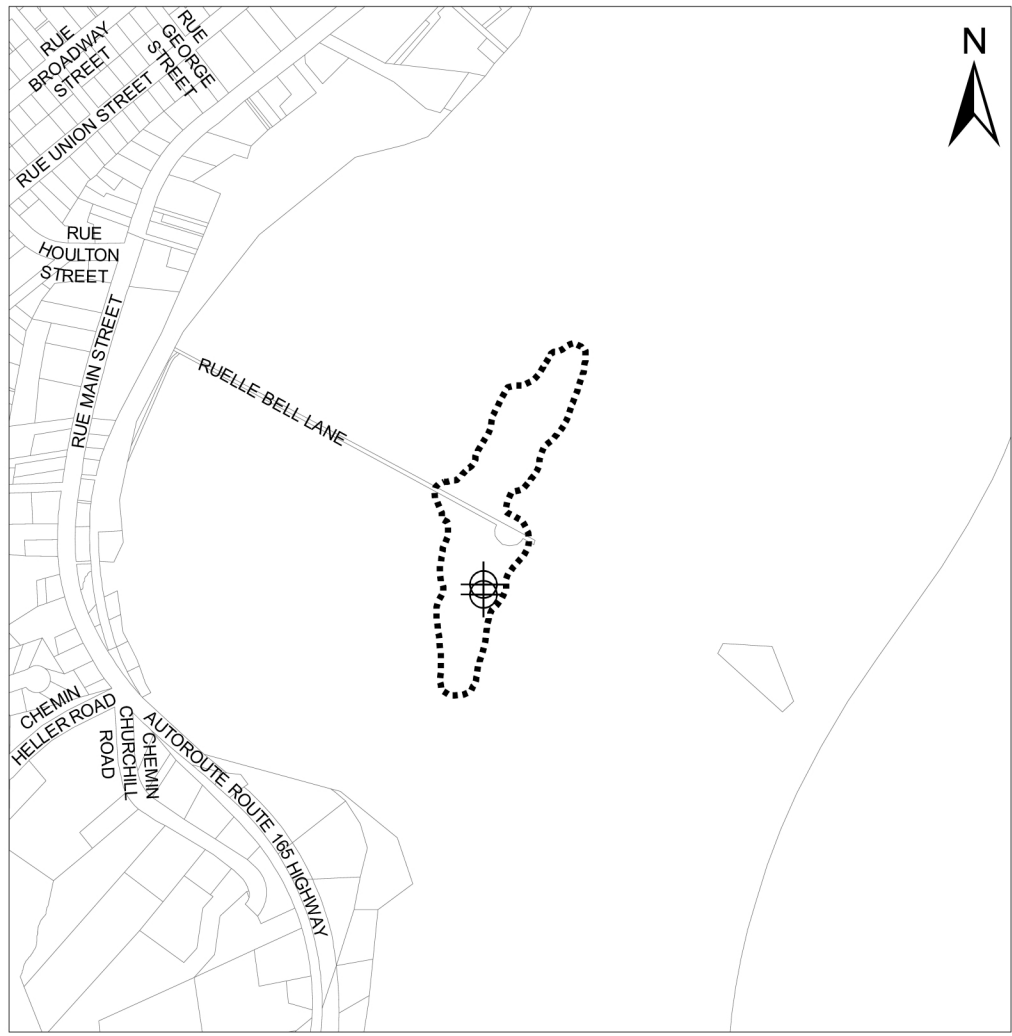 RUE
BROADWAY
STREET
RUE
GEORGE
STREET
N
RUE UNION STREET
RUE
HOULTON
STREET
RUE MAIN STREET
RUELLE BELL LANE
CHEMIN
HELLER ROAD
CHEMIN
CHURCHILL
ROAD
AUTOROUTE ROUTE 165 HIGHWAY